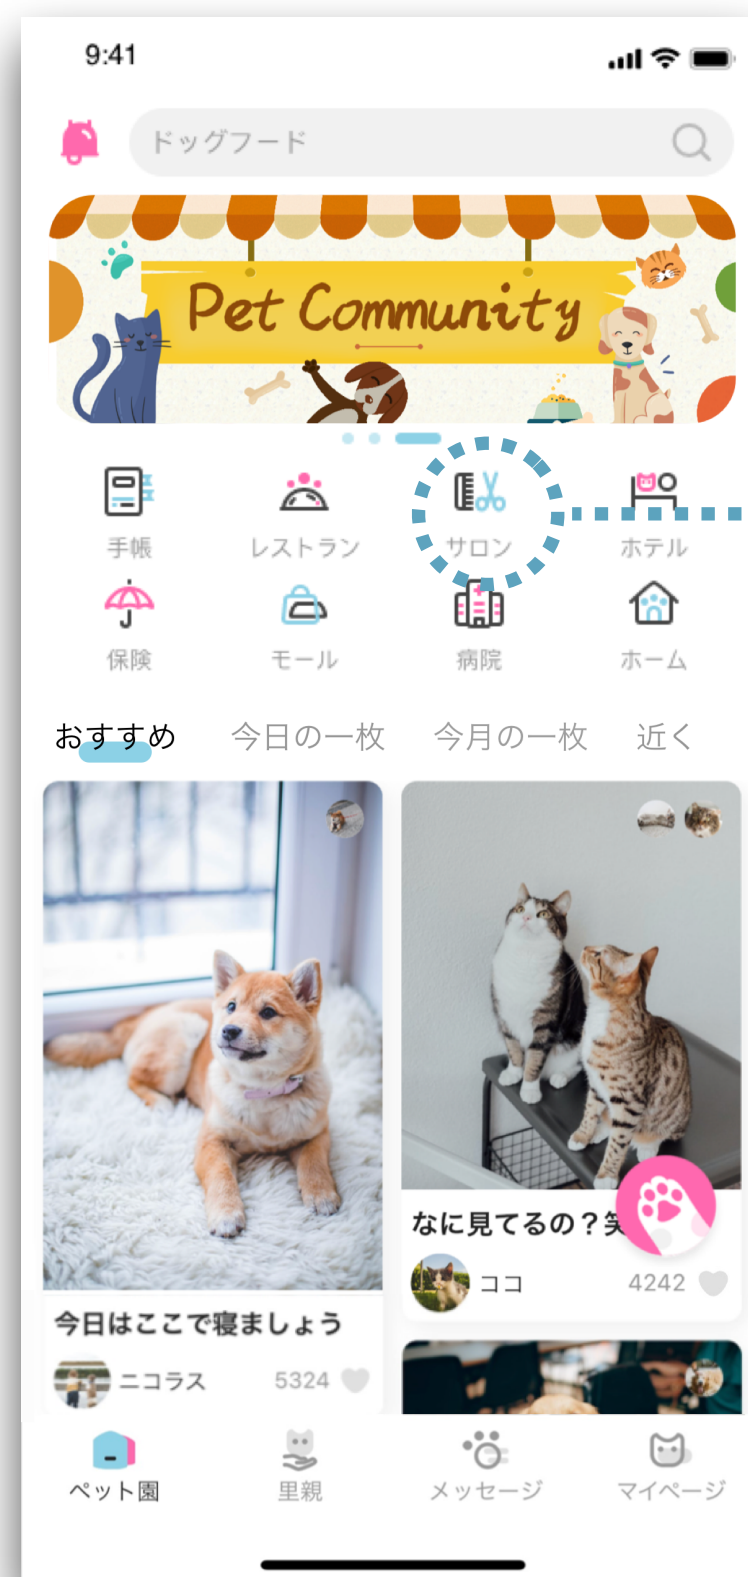 9:41
ドッグフード
Pet Community
手帳 レストラン サロン ホテル
保険 モール 病院 ホーム
おすすめ 今日の一枚 今月の一枚 近く
なに見てるの？笑
ココ 4242
今日はここで寝ましょう
ニコラス 5324
ペット園 里親 メッセージ マイページ